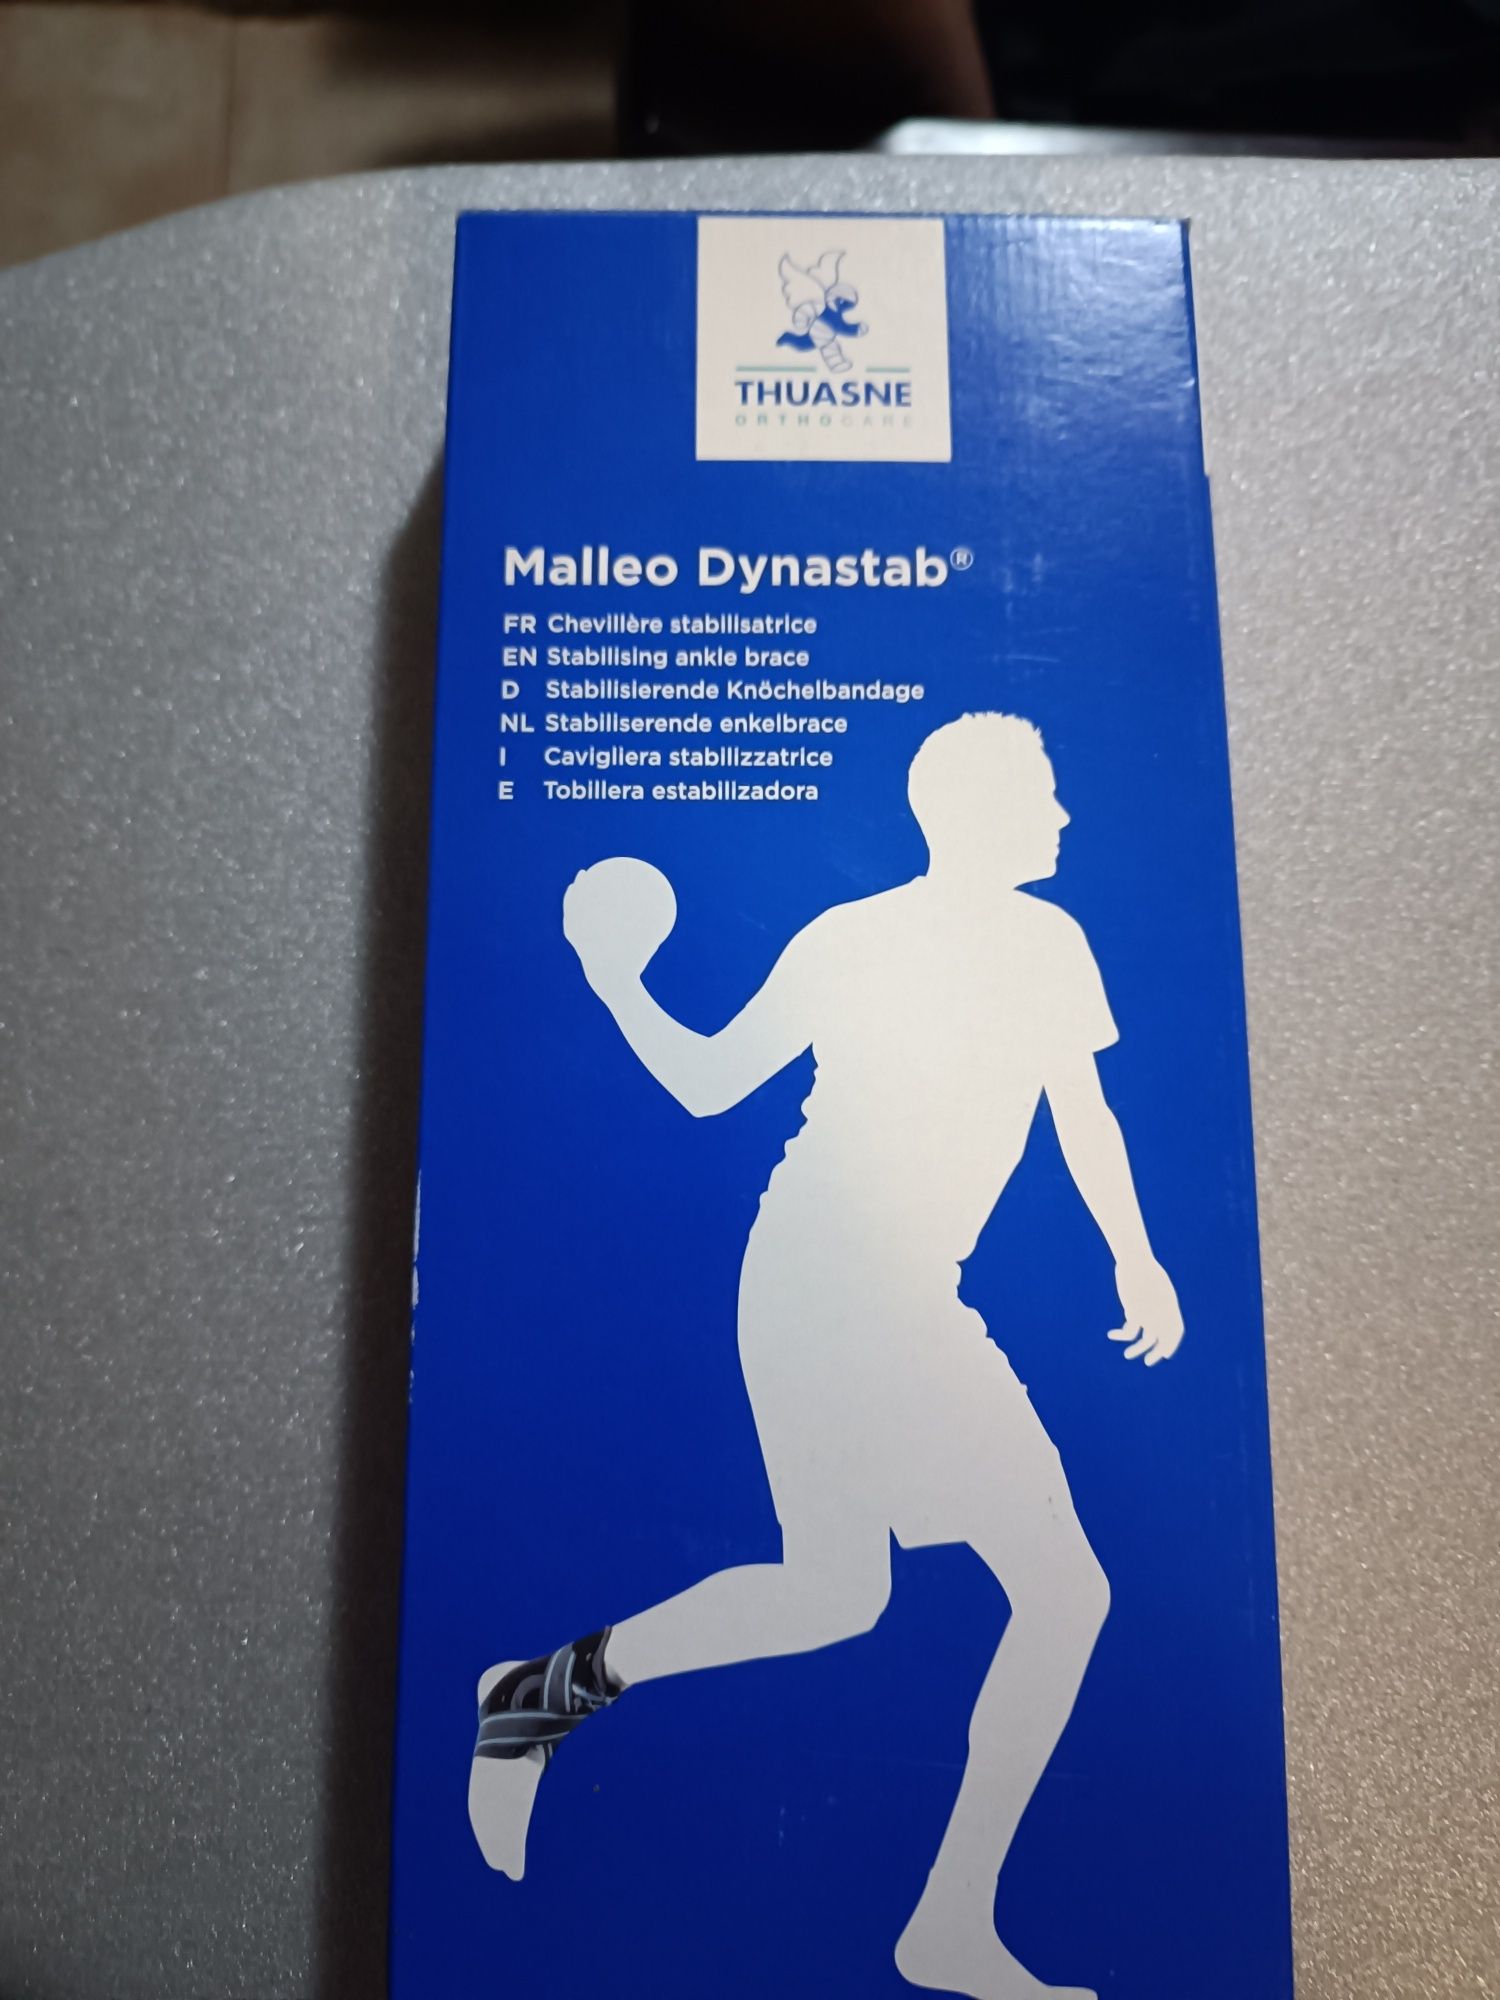 THUASNE
ORTHOCARE
Malleo Dynastab®
FR Chevillère stabilisatrice
EN Stabilising ankle brace
D Stabilisierende Knöchelbandage
NL Stabiliserende enkelbrace
I Cavigliera stabilizzatrice
E Tobillera estabilizadora